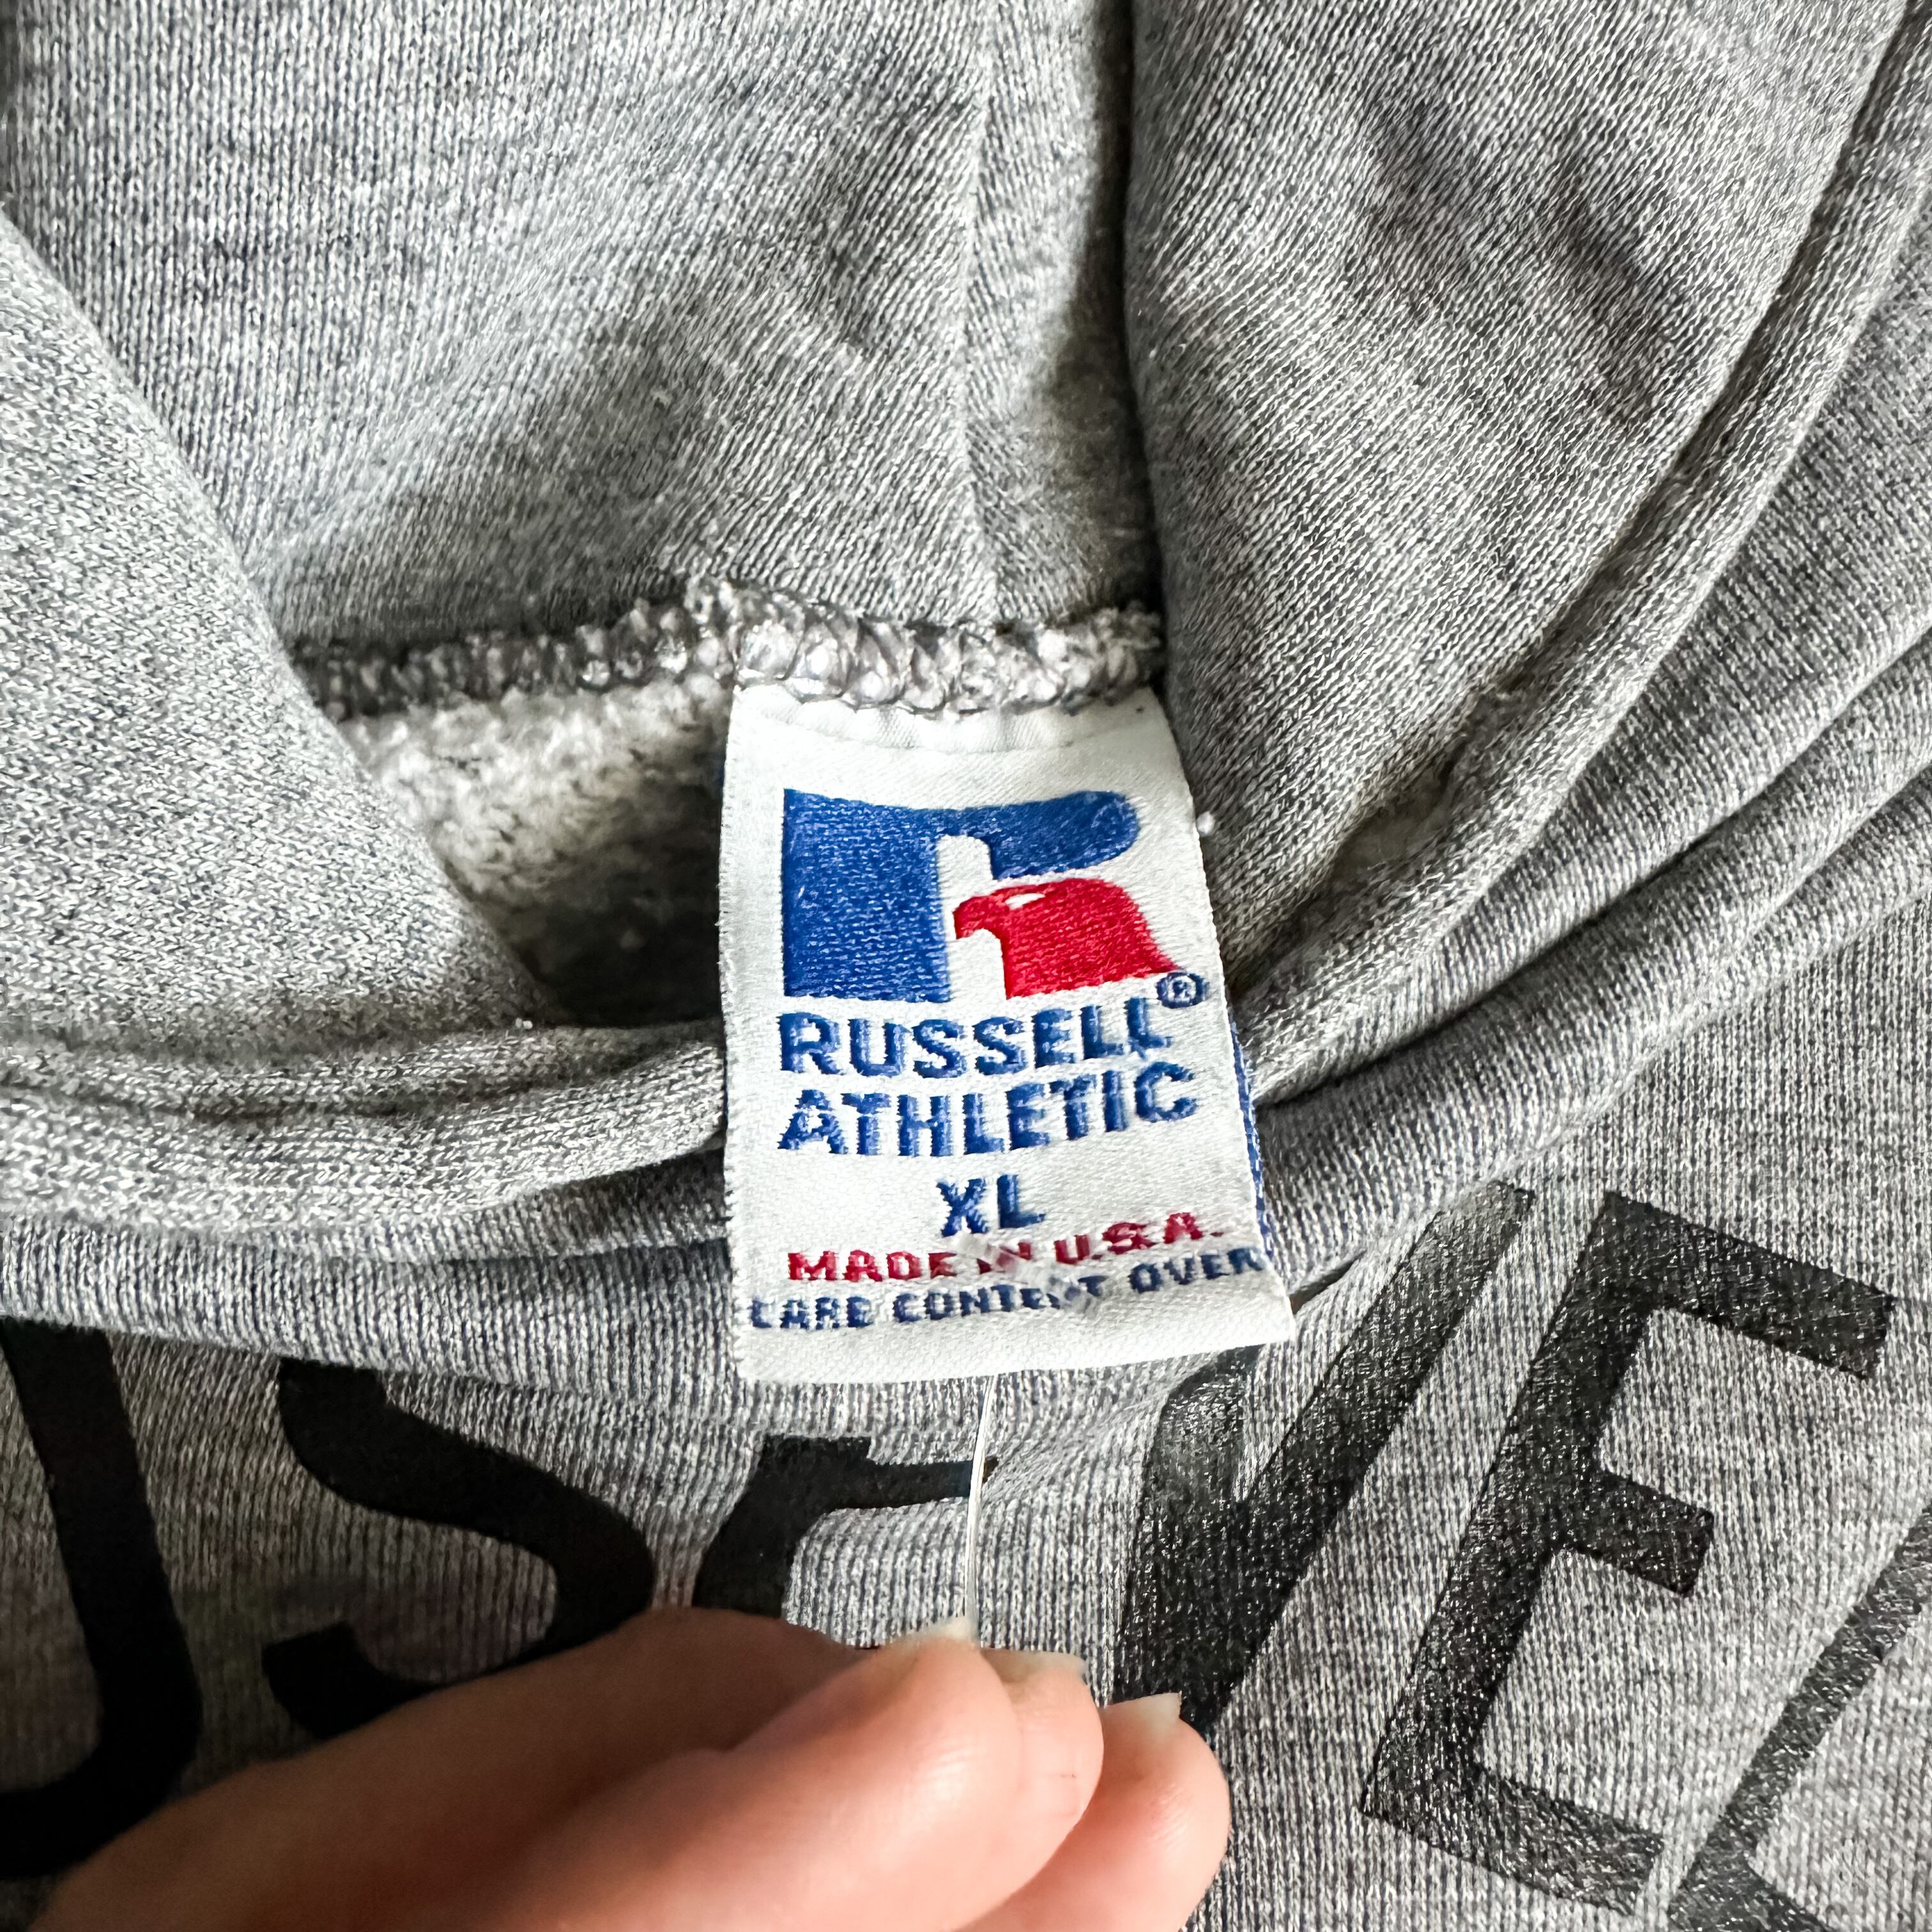 R
RUSSELL®
ATHLETIC
XL
MADE IN U.S.A.
CARE CONTENT OVER